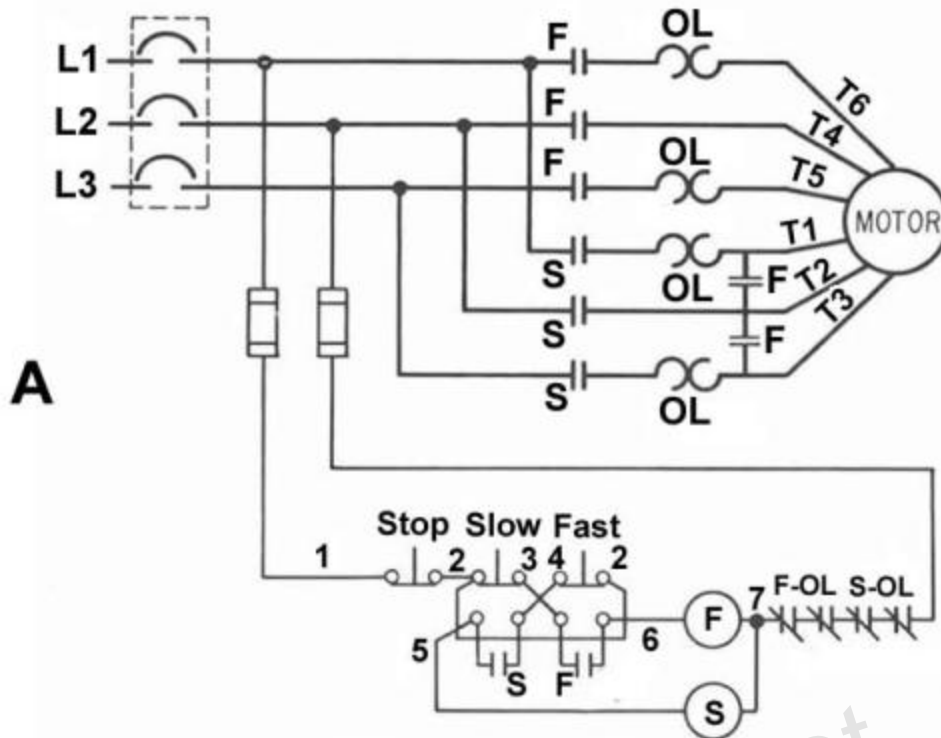 F OL
L1
T6
F
L2
T4
F OL
L3
T5
T1
S OL F
T2
S F
T3
S OL
A
Stop Slow Fast
1 2 3 4 2
7 F-OL S-OL
F
5 6
S F
S